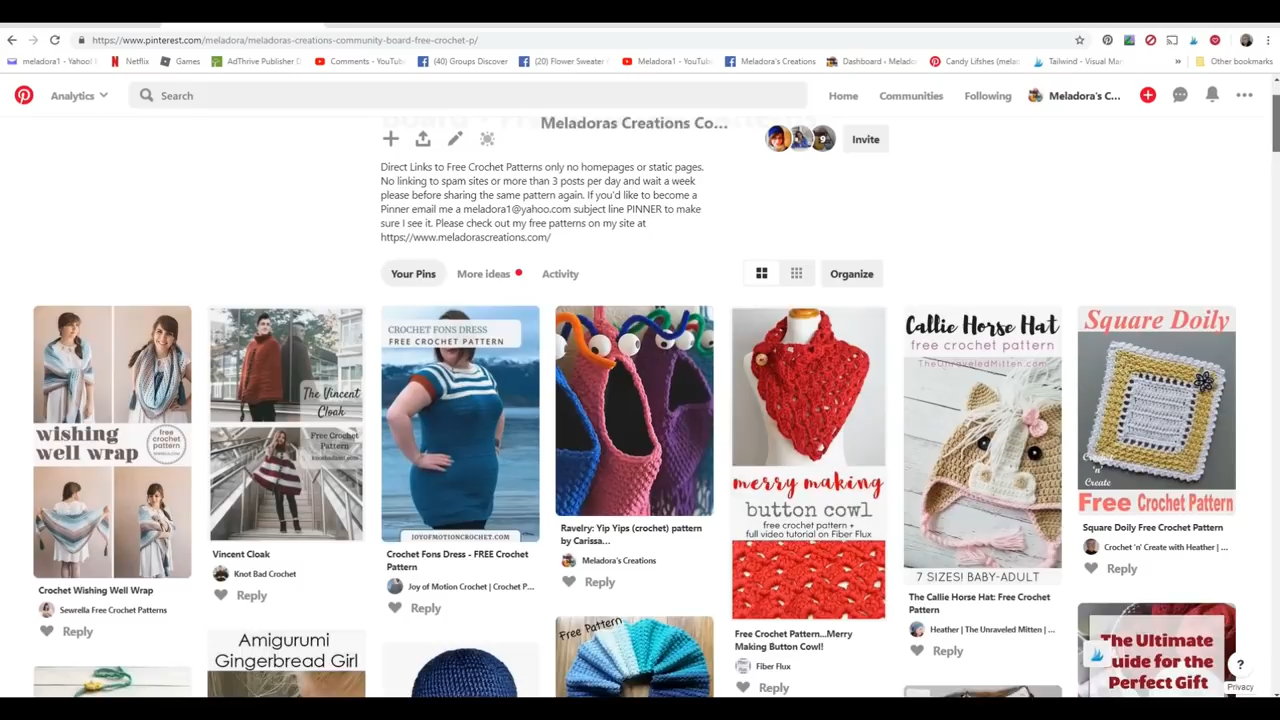 https://www.pinterest.com/meladora/meladoras-creations-community-board-free-crochet-p/
meladora1 - Yahoo!
Netflix
Games
AdThrive Publisher D
Comments - YouTu
(40) Groups Discover
(20) Flower Sweater
Meladora1 - YouTu
Meladora's Creations
Dashboard ‹ Melado
Candy Lifshes (mela
Tailwind - Visual Mar
»
Other bookmarks
Analytics
Search
Home
Communities
Following
Meladora's C...
Meladoras Creations Co...
9
Invite
Direct Links to Free Crochet Patterns only no homepages or static pages.
No linking to spam sites or more than 3 posts per day and wait a week
please before sharing the same pattern again. If you'd like to become a
Pinner email me a meladora1@yahoo.com subject line PINNER to make
sure I see it. Please check out my free patterns on my site at
https://www.meladorascreations.com/
Your Pins
More ideas
Activity
Organize
wishing
well wrap
free
crochet
pattern
Crochet Wishing Well Wrap
Sewrella Free Crochet Patterns
Reply
The Vincent
Cloak
Free Crochet
Pattern
Vincent Cloak
Knot Bad Crochet
Reply
Amigurumi
Gingerbread Girl
CROCHET FONS DRESS
FREE CROCHET PATTERN
JOYOFMOTIONCROCHET.COM
Crochet Fons Dress - FREE Crochet
Pattern
Joy of Motion Crochet | Crochet P...
Reply
Ravelry: Yip Yips (crochet) pattern
by Carissa...
Meladora's Creations
Reply
Free Pattern
merry making
button cowl
free crochet pattern +
full video tutorial on Fiber Flux
Free Crochet Pattern...Merry
Making Button Cowl!
Fiber Flux
Reply
Callie Horse Hat
free crochet pattern
TheUnraveledMitten.com
7 SIZES! BABY-ADULT
The Callie Horse Hat: Free Crochet
Pattern
Heather | The Unraveled Mitten | ...
Reply
Square Doily
Crochet
'n'
Create
Free Crochet Pattern
Square Doily Free Crochet Pattern
Crochet 'n' Create with Heather | ...
Reply
The Ultimate
Guide for the
Perfect Gift
?
Privacy